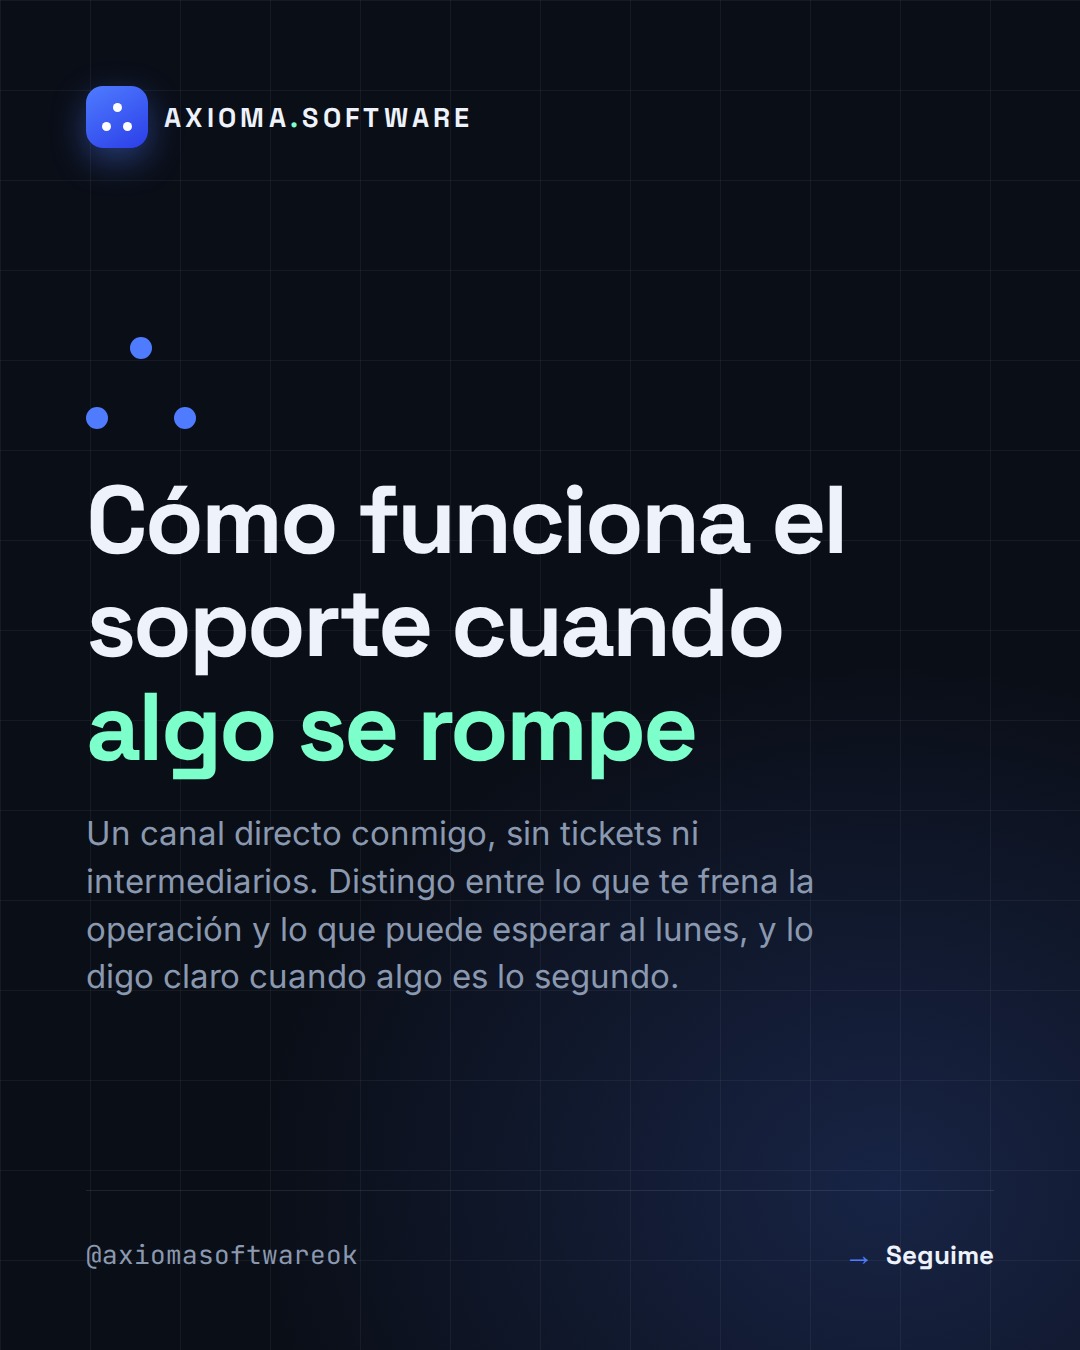 AXIOMA.SOFTWARE
Cómo funciona el
soporte cuando
algo se rompe
Un canal directo conmigo, sin tickets ni
intermediarios. Distingo entre lo que te frena la
operación y lo que puede esperar al lunes, y lo
digo claro cuando algo es lo segundo.
@axiomasoftwareok
→ Seguime